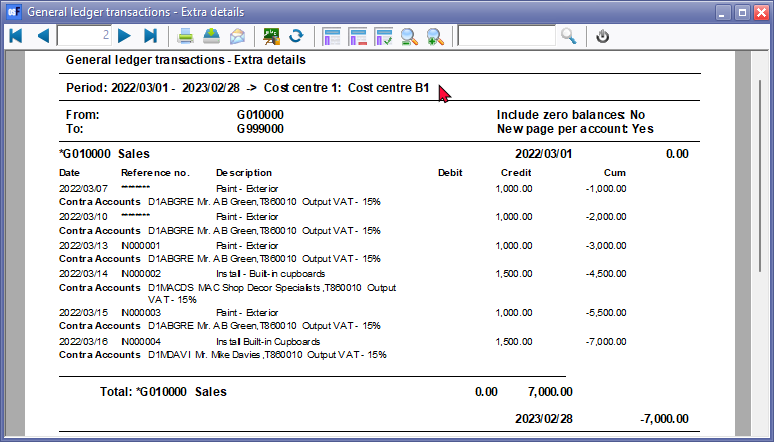 General ledger transactions - Extra details
2
General ledger transactions - Extra details
Period: 2022/03/01 - 2023/02/28 -> Cost centre 1: Cost centre B1
From: G010000 Include zero balances: No
To: G999000 New page per account: Yes
*G010000 Sales 2022/03/01 0.00
Date Reference no. Description Debit Credit Cum
2022/03/07 ******** Paint - Exterior 1,000.00 -1,000.00
Contra Accounts D1ABGRE Mr. AB Green,T860010 Output VAT - 15%
2022/03/10 ******** Paint - Exterior 1,000.00 -2,000.00
Contra Accounts D1ABGRE Mr. AB Green,T860010 Output VAT - 15%
2022/03/13 IN000001 Paint - Exterior 1,000.00 -3,000.00
Contra Accounts D1ABGRE Mr. AB Green,T860010 Output VAT - 15%
2022/03/14 IN000002 Install - Built-in cupboards 1,500.00 -4,500.00
Contra Accounts D1MACDS MAC Shop Decor Specialists,T860010 Output
VAT - 15%
2022/03/15 IN000003 Paint - Exterior 1,000.00 -5,500.00
Contra Accounts D1ABGRE Mr. AB Green,T860010 Output VAT - 15%
2022/03/16 IN000004 Install Built-in Cupboards 1,500.00 -7,000.00
Contra Accounts D1MDAVI Mr. Mike Davies,T860010 Output VAT - 15%
Total: *G010000 Sales 0.00 7,000.00
2023/02/28 -7,000.00